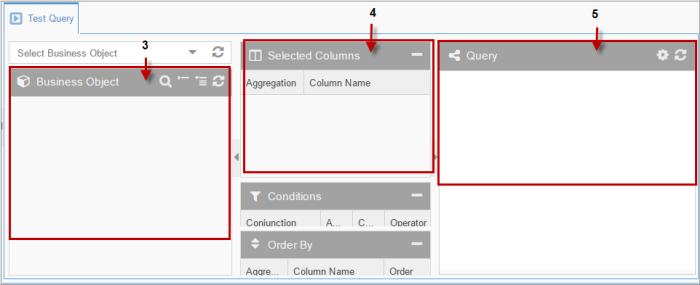 Test Query
3
4
5
Select Business Object
Business Object
Selected Columns
Aggregation Column Name
Query
Conditions
Conjunction A... C... Operator
Order By
Aggre... Column Name Order